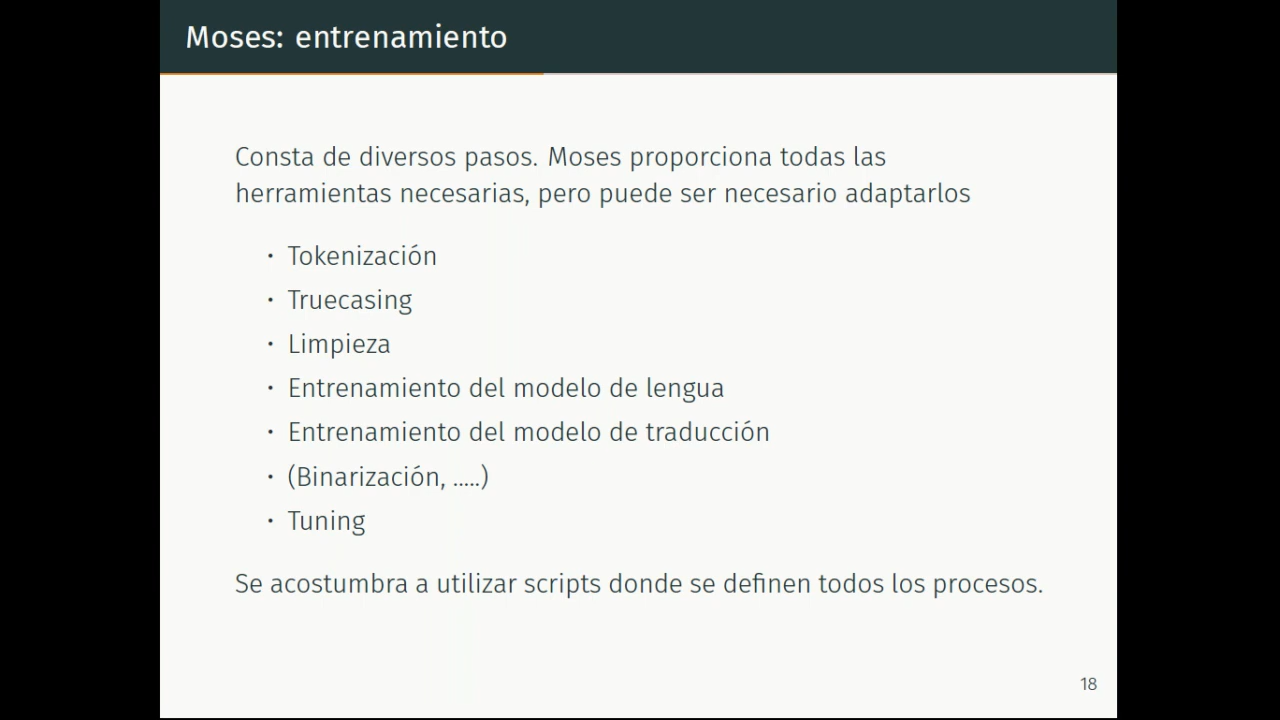 Moses: entrenamiento
Consta de diversos pasos. Moses proporciona todas las
herramientas necesarias, pero puede ser necesario adaptarlos
· Tokenización
· Truecasing
· Limpieza
· Entrenamiento del modelo de lengua
· Entrenamiento del modelo de traducción
· (Binarización, .....)
· Tuning
Se acostumbra a utilizar scripts donde se definen todos los procesos.
18